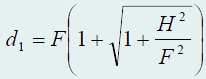 d₁ = F(1 + √(1 + H²/F²))